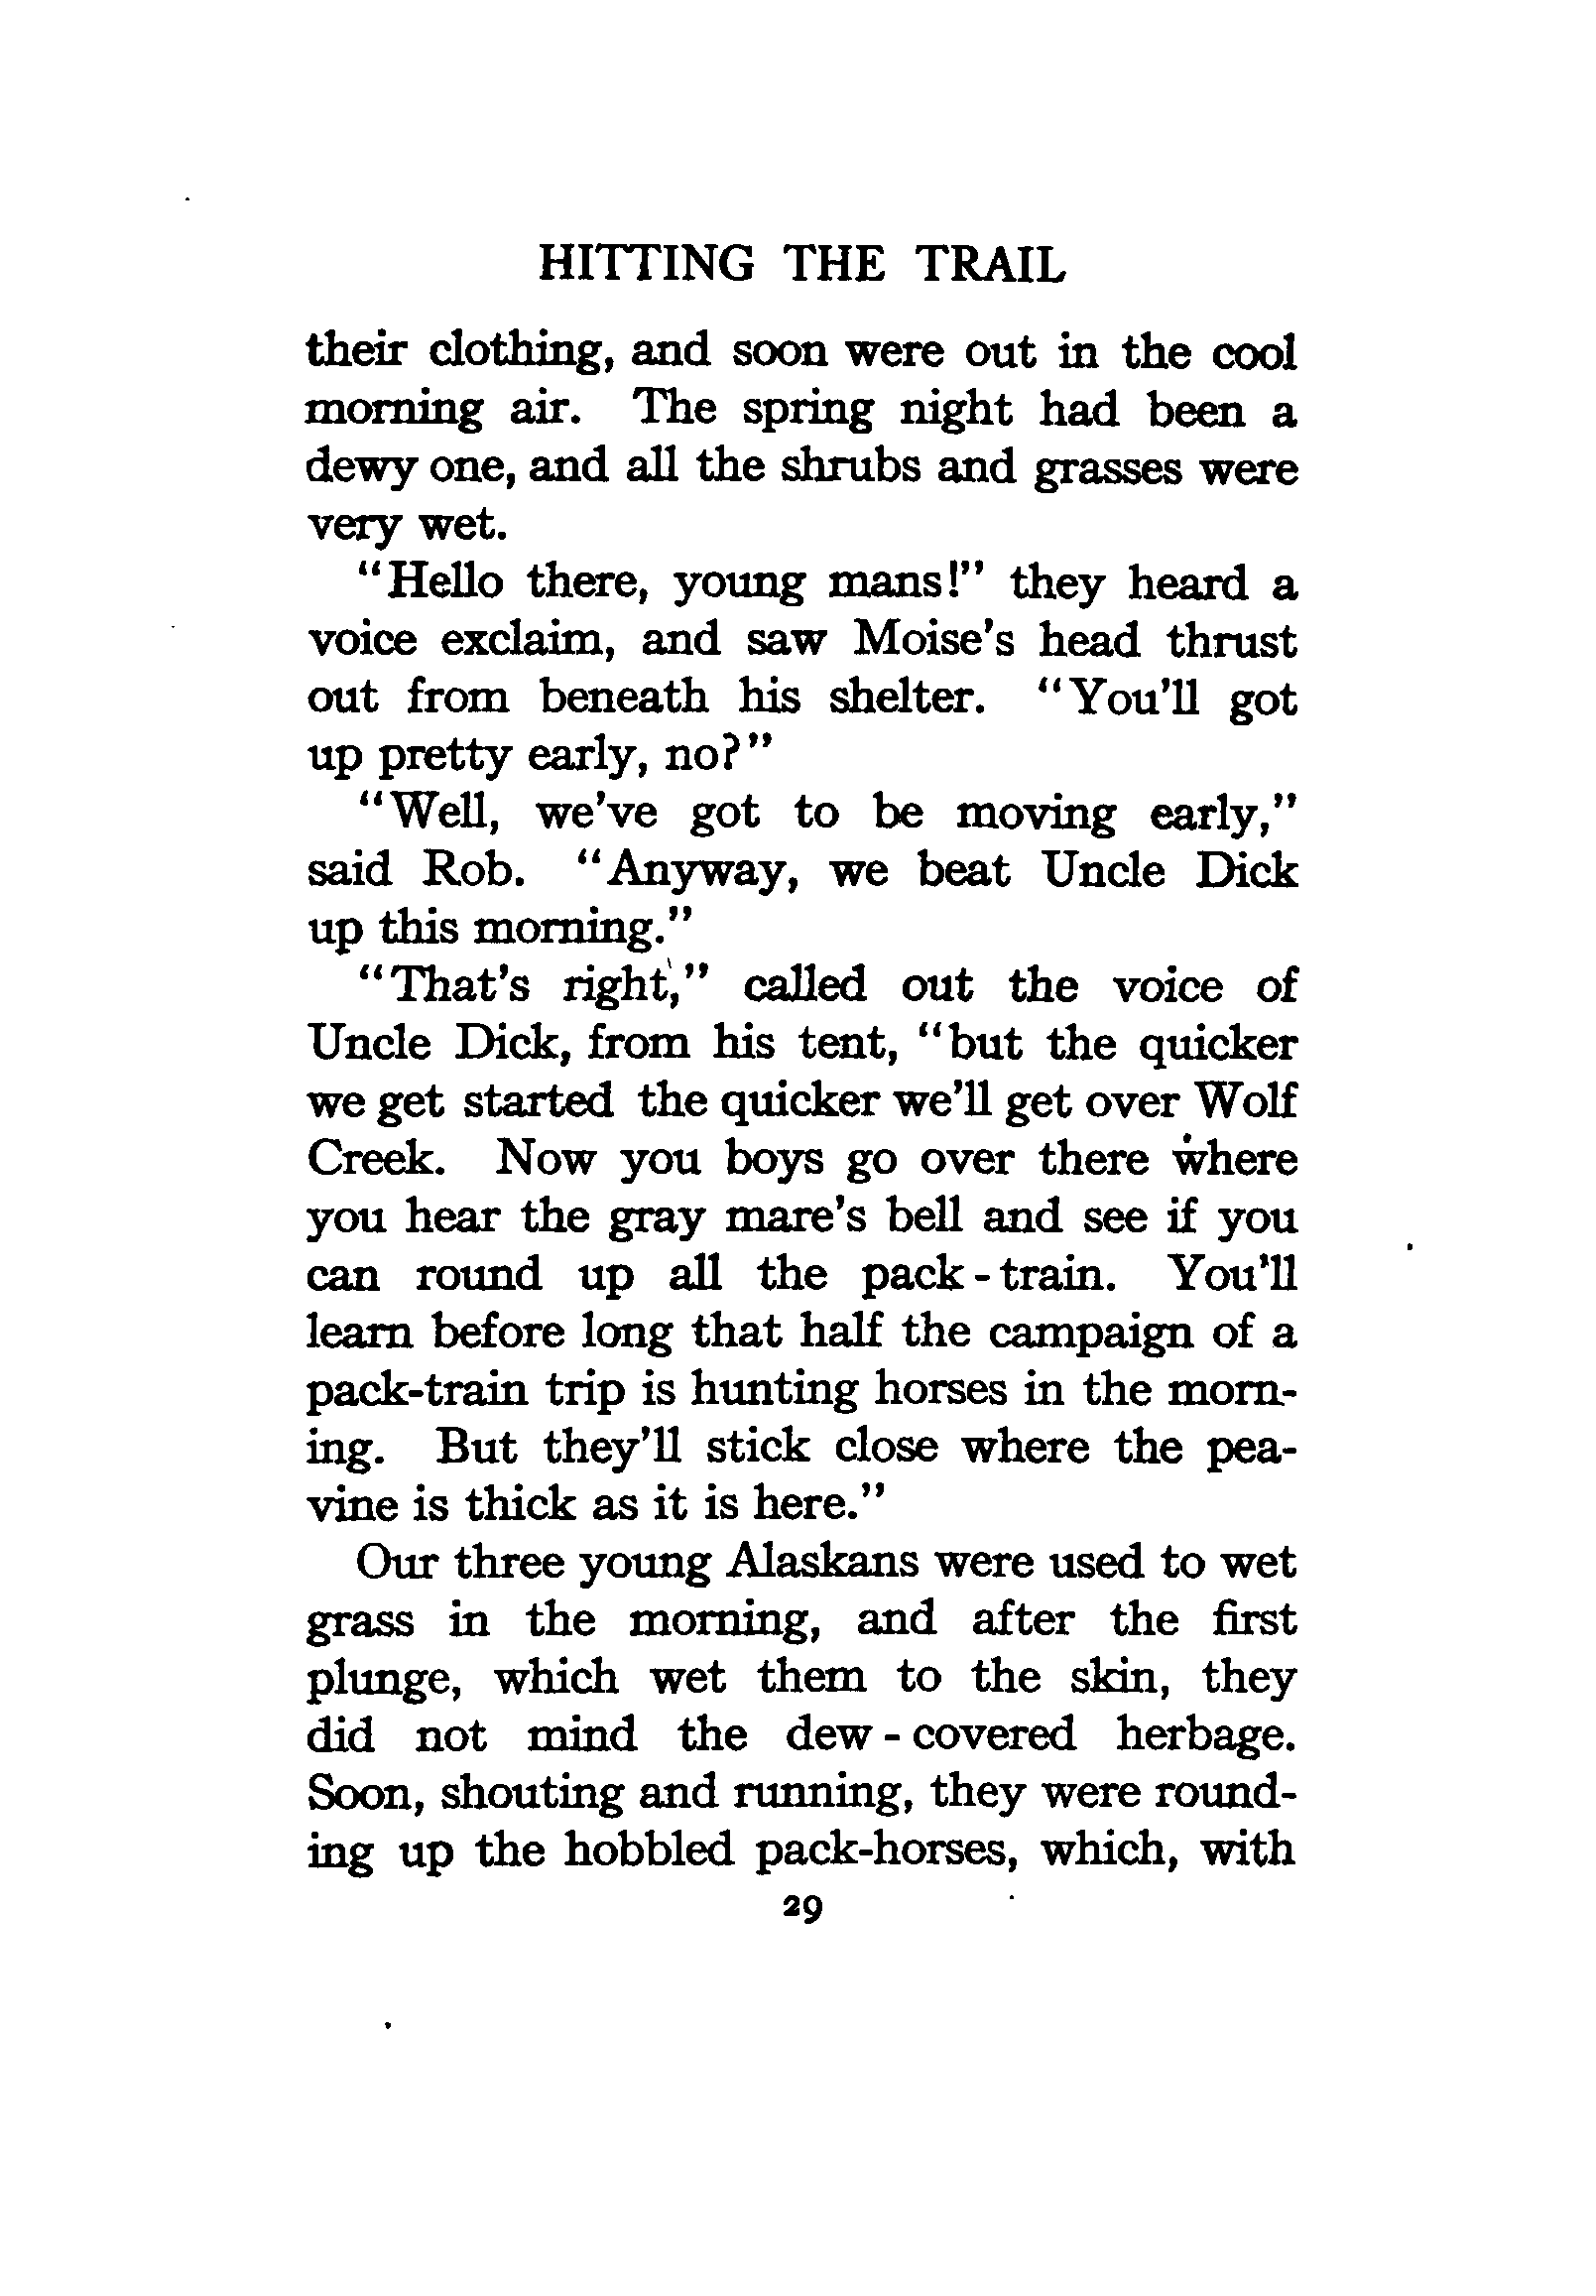 HITTING THE TRAIL
their clothing, and soon were out in the cool
morning air. The spring night had been a
dewy one, and all the shrubs and grasses were
very wet.
"Hello there, young mans!" they heard a
voice exclaim, and saw Moise's head thrust
out from beneath his shelter. "You'll got
up pretty early, no?"
"Well, we've got to be moving early,"
said Rob. "Anyway, we beat Uncle Dick
up this morning."
"That's right," called out the voice of
Uncle Dick, from his tent, "but the quicker
we get started the quicker we'll get over Wolf
Creek. Now you boys go over there where
you hear the gray mare's bell and see if you
can round up all the pack-train. You'll
learn before long that half the campaign of a
pack-train trip is hunting horses in the morn-
ing. But they'll stick close where the pea-
vine is thick as it is here."
Our three young Alaskans were used to wet
grass in the morning, and after the first
plunge, which wet them to the skin, they
did not mind the dew-covered herbage.
Soon, shouting and running, they were round-
ing up the hobbled pack-horses, which, with
29